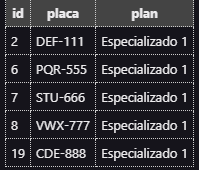 id placa plan
2 DEF-111 Especializado 1
6 PQR-555 Especializado 1
7 STU-666 Especializado 1
8 VWX-777 Especializado 1
19 CDE-888 Especializado 1